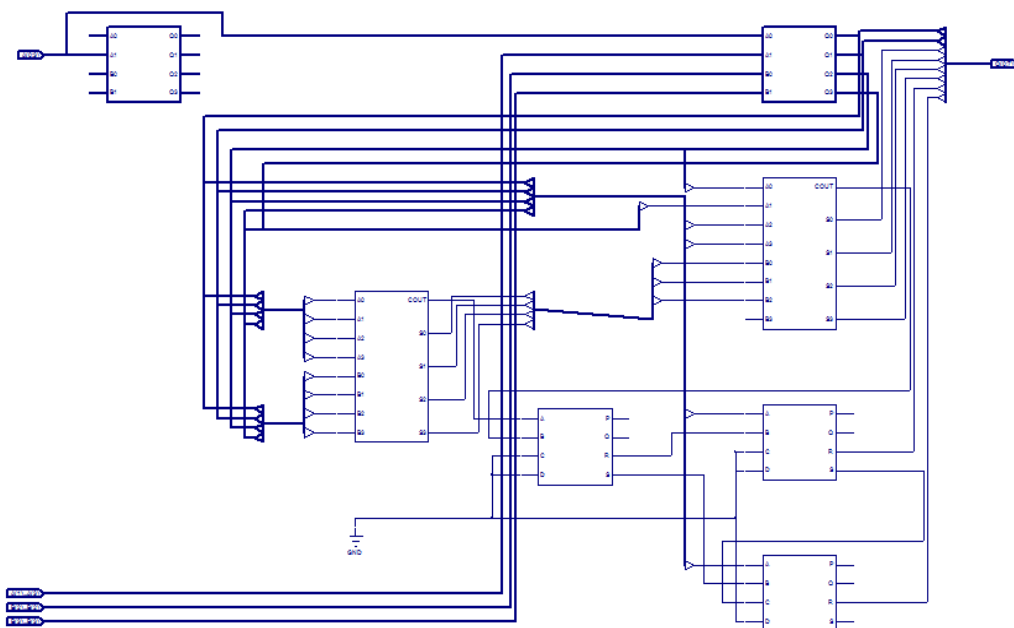 A0 Q0
A1 Q1
B0 Q2
B1 Q3
A0 Q0
A1 Q1
B0 Q2
B1 Q3
A0 COUT
A1
A2 S0
A3
B0 S1
B1
B2 S2
B3 S3
A0 COUT
A1
A2 S0
A3
B0 S1
B1
B2 S2
B3 S3
A P
B Q
C R
D S
A P
B Q
C R
D S
GND
A P
B Q
C R
D S